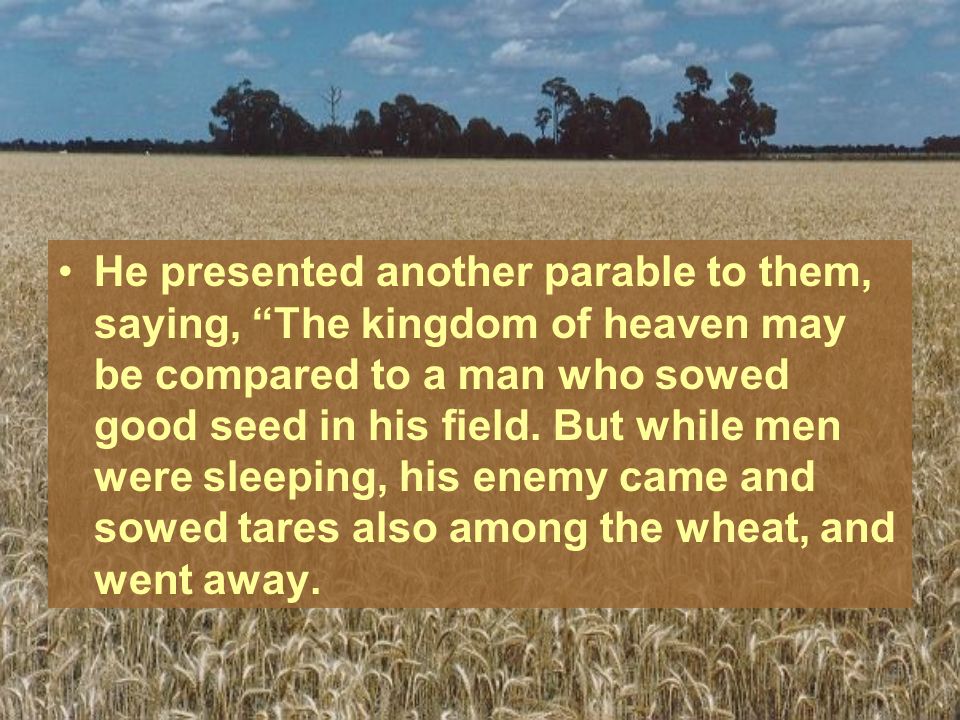 • He presented another parable to them,
saying, “The kingdom of heaven may
be compared to a man who sowed
good seed in his field. But while men
were sleeping, his enemy came and
sowed tares also among the wheat, and
went away.